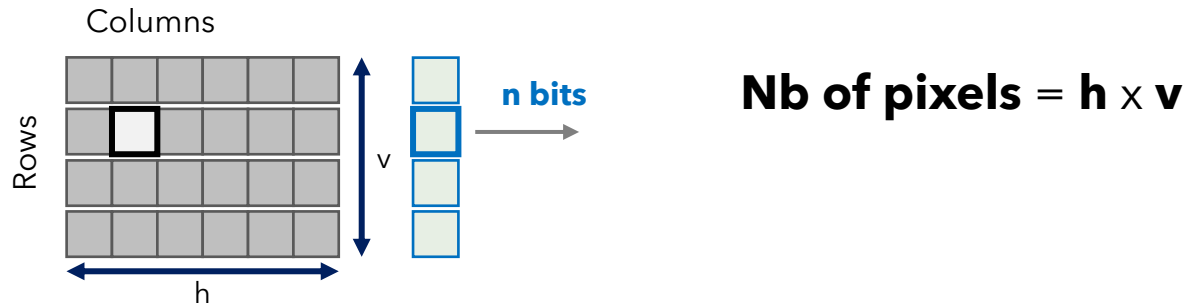 Columns
Rows
v
h
n bits
Nb of pixels = h x v